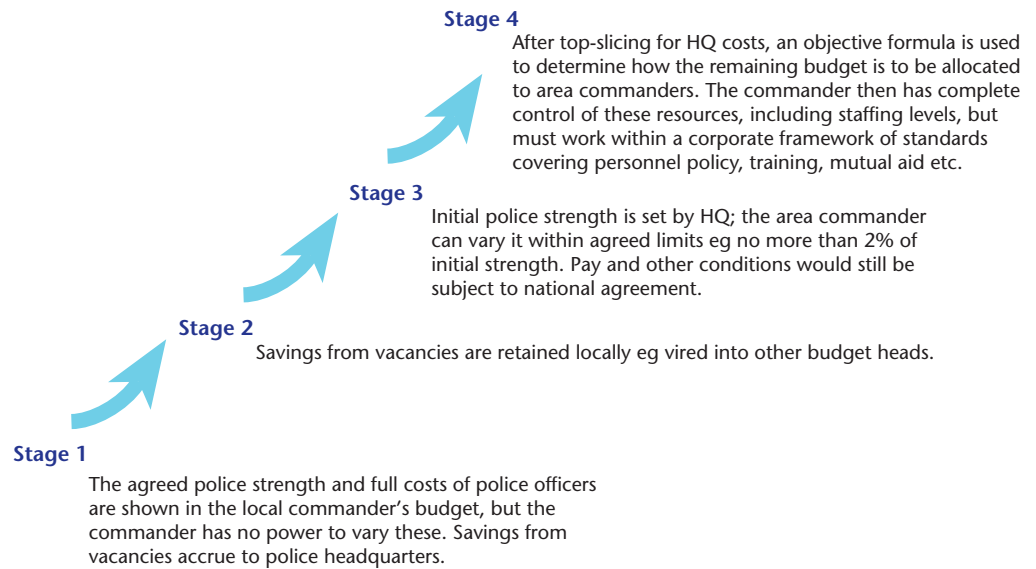 Stage 4
After top-slicing for HQ costs, an objective formula is used
to determine how the remaining budget is to be allocated
to area commanders. The commander then has complete
control of these resources, including staffing levels, but
must work within a corporate framework of standards
covering personnel policy, training, mutual aid etc.
Stage 3
Initial police strength is set by HQ; the area commander
can vary it within agreed limits eg no more than 2% of
initial strength. Pay and other conditions would still be
subject to national agreement.
Stage 2
Savings from vacancies are retained locally eg vired into other budget heads.
Stage 1
The agreed police strength and full costs of police officers
are shown in the local commander’s budget, but the
commander has no power to vary these. Savings from
vacancies accrue to police headquarters.